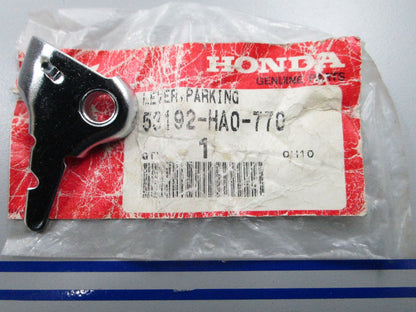 HONDA
GENUINE PARTS
LEVER,PARKING
53192-HA0-770
1